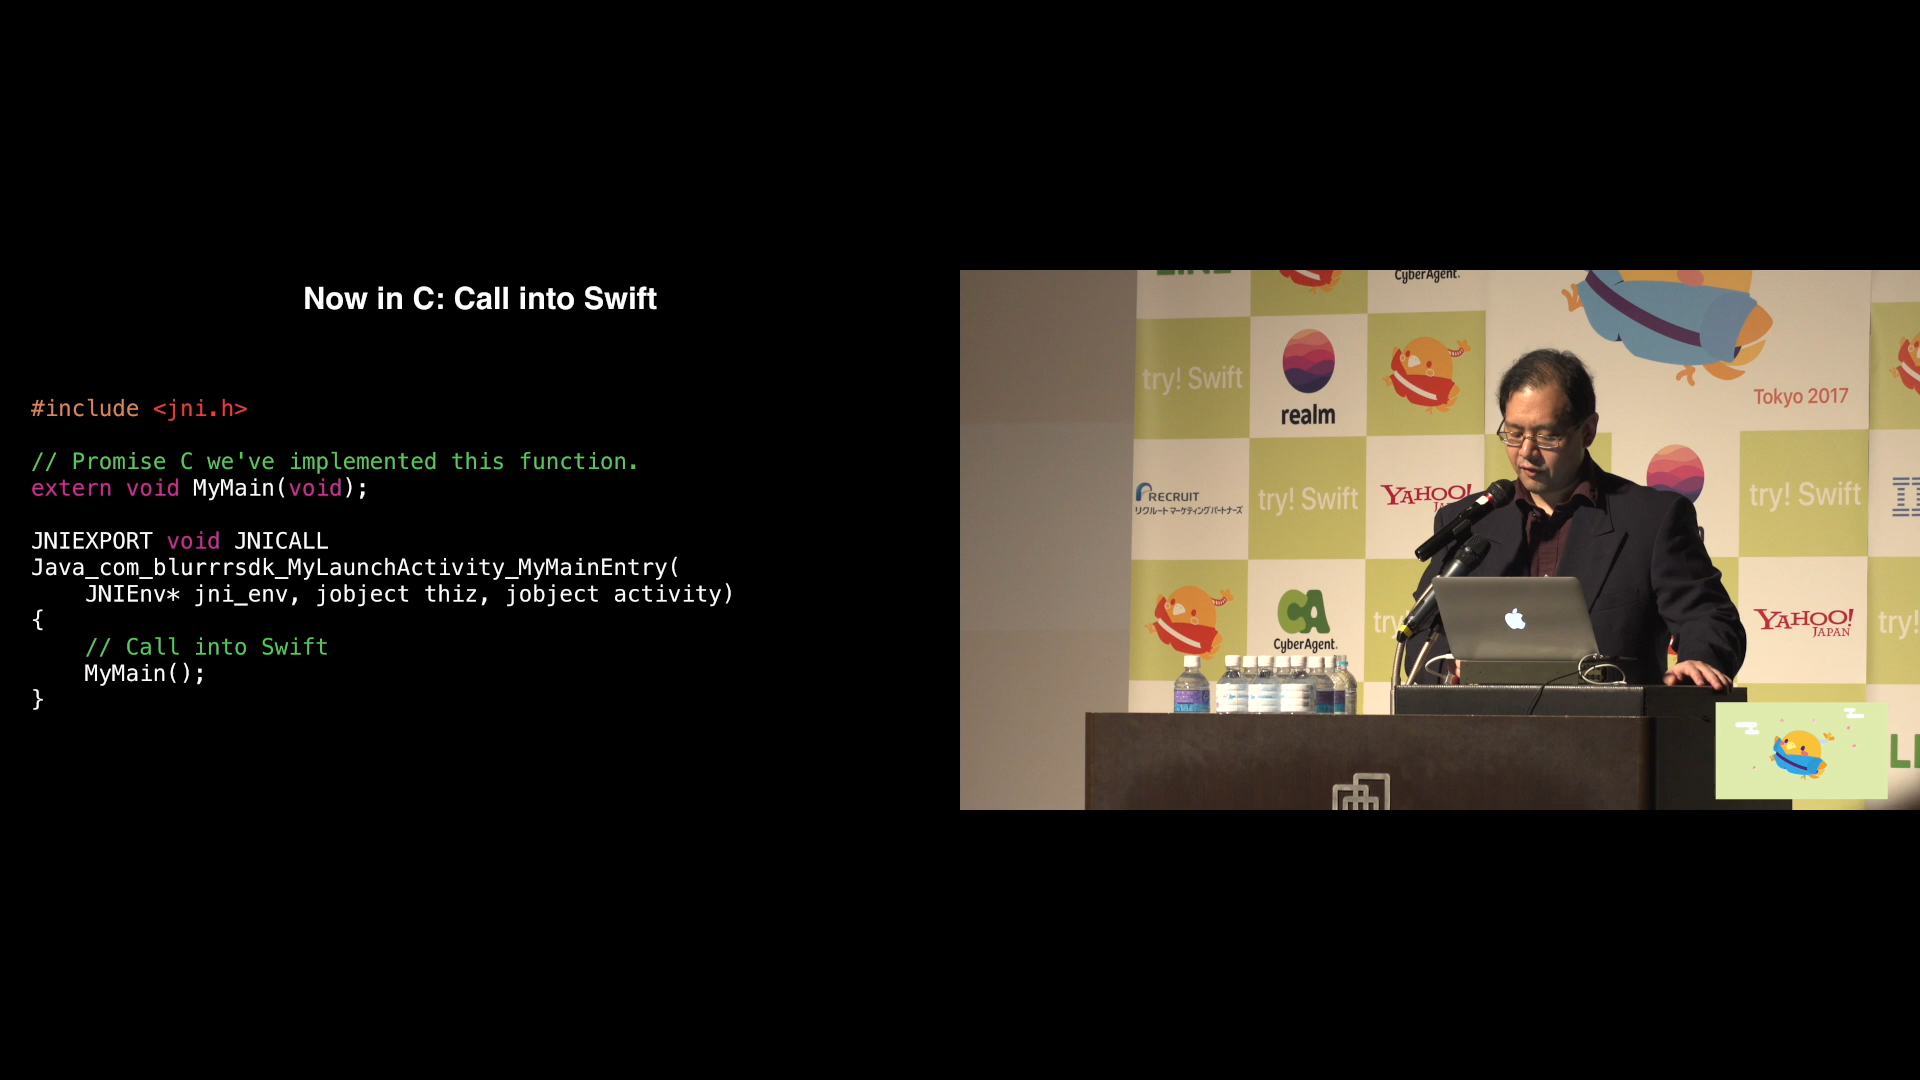 Now in C: Call into Swift
#include <jni.h>
// Promise C we've implemented this function.
extern void MyMain(void);
JNIEXPORT void JNICALL
Java_com_blurrrsdk_MyLaunchActivity_MyMainEntry(
    JNIEnv* jni_env, jobject thiz, jobject activity)
{
    // Call into Swift
    MyMain();
}
CyberAgent.
try! Swift
realm
Tokyo 2017
RECRUIT
リクルート マーケティングパートナーズ
try! Swift
YAHOO!
try! Swift
CA
CyberAgent.
YAHOO!
JAPAN
try!